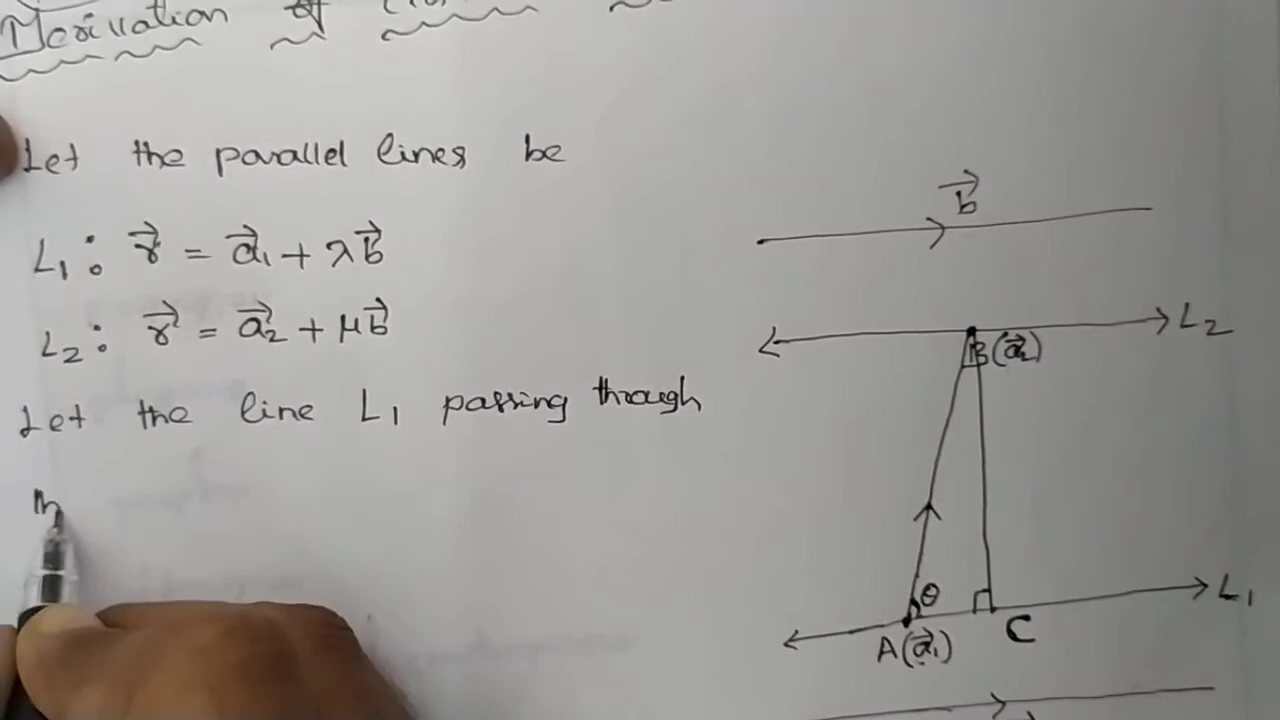 Derivation of
Let the parallel lines be
L₁: r⃗ = a⃗₁ + λb⃗
L₂: r⃗ = a⃗₂ + μb⃗
Let the line L₁ passing through
b⃗
L₂
B(a⃗₂)
θ
L₁
A(a⃗₁)
C